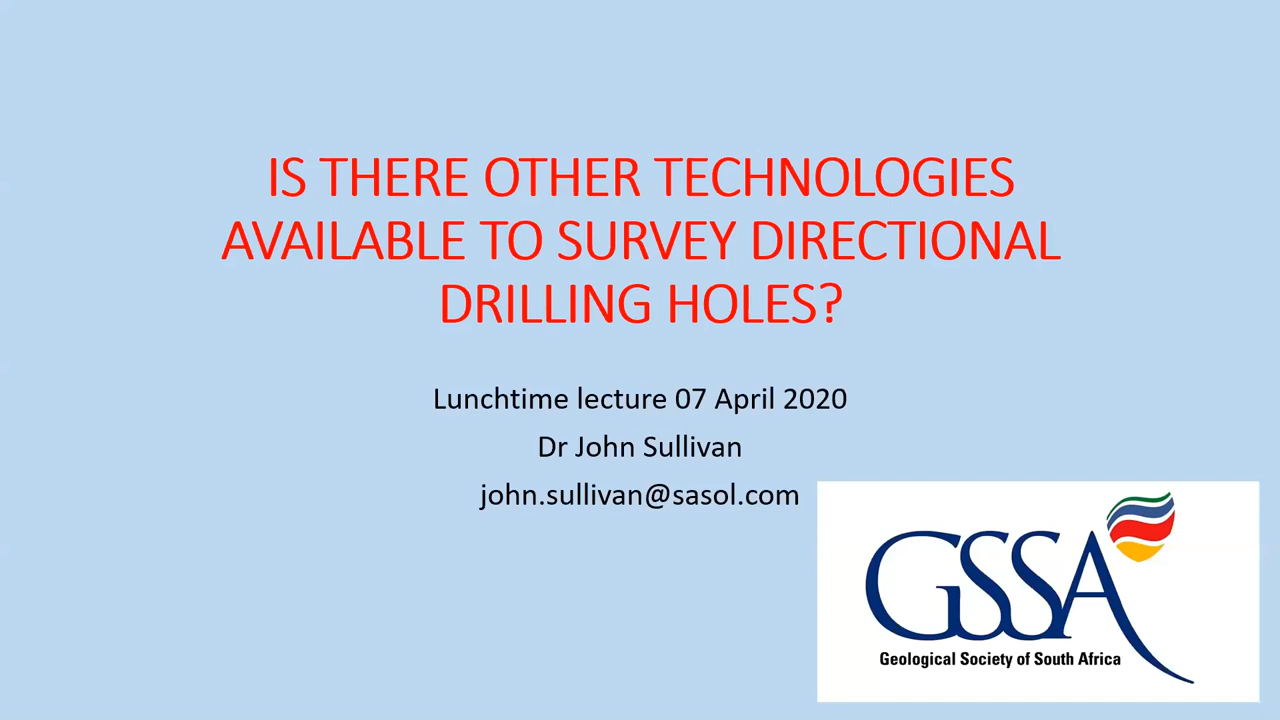 IS THERE OTHER TECHNOLOGIES
AVAILABLE TO SURVEY DIRECTIONAL
DRILLING HOLES?
Lunchtime lecture 07 April 2020
Dr John Sullivan
john.sullivan@sasol.com
GSSA
Geological Society of South Africa